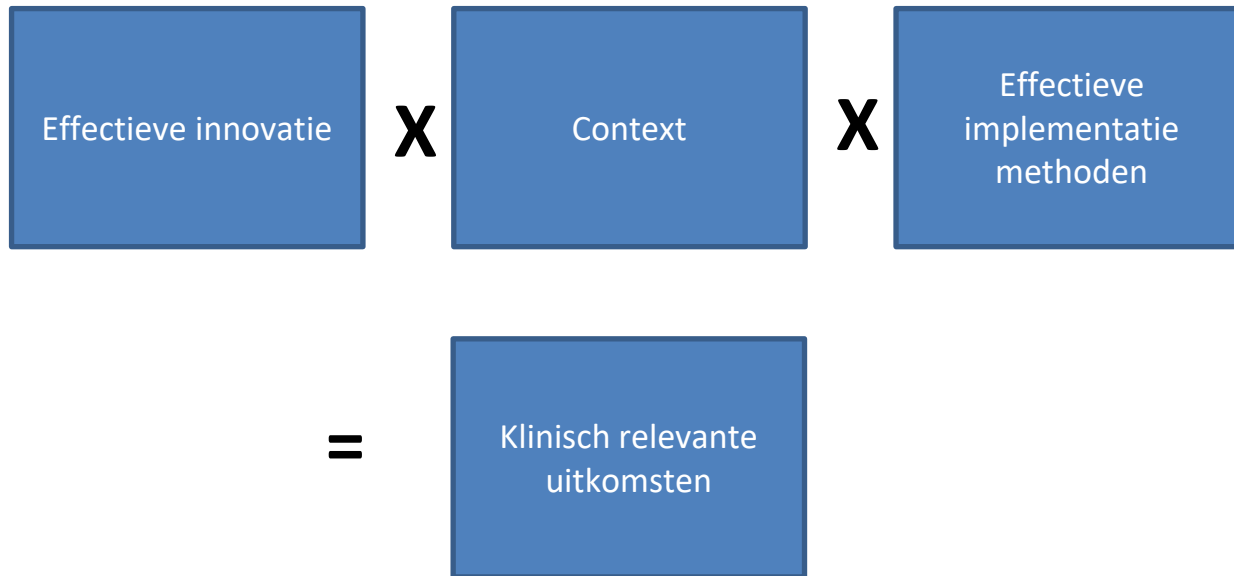 Effectieve innovatie
X
Context
X
Effectieve
implementatie
methoden
=
Klinisch relevante
uitkomsten